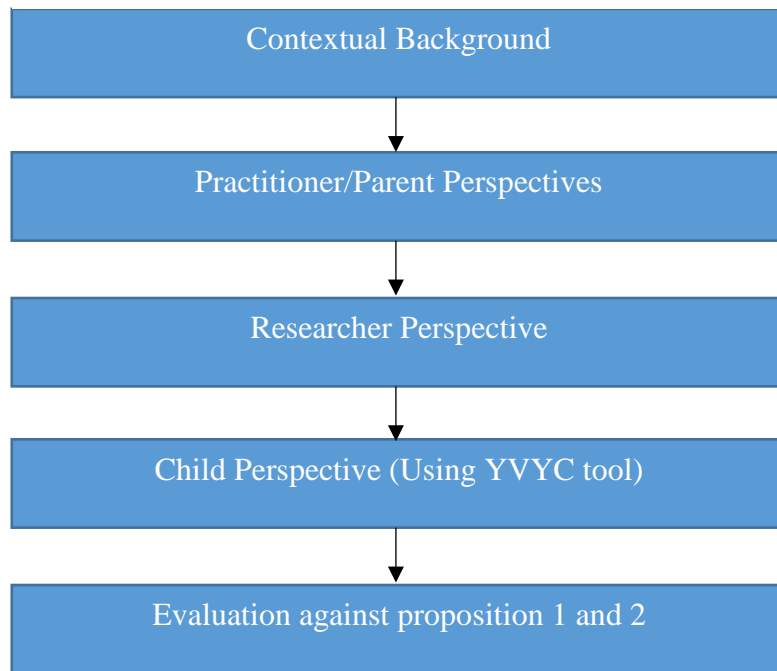 Contextual Background
Practitioner/Parent Perspectives
Researcher Perspective
Child Perspective (Using YVYC tool)
Evaluation against proposition 1 and 2